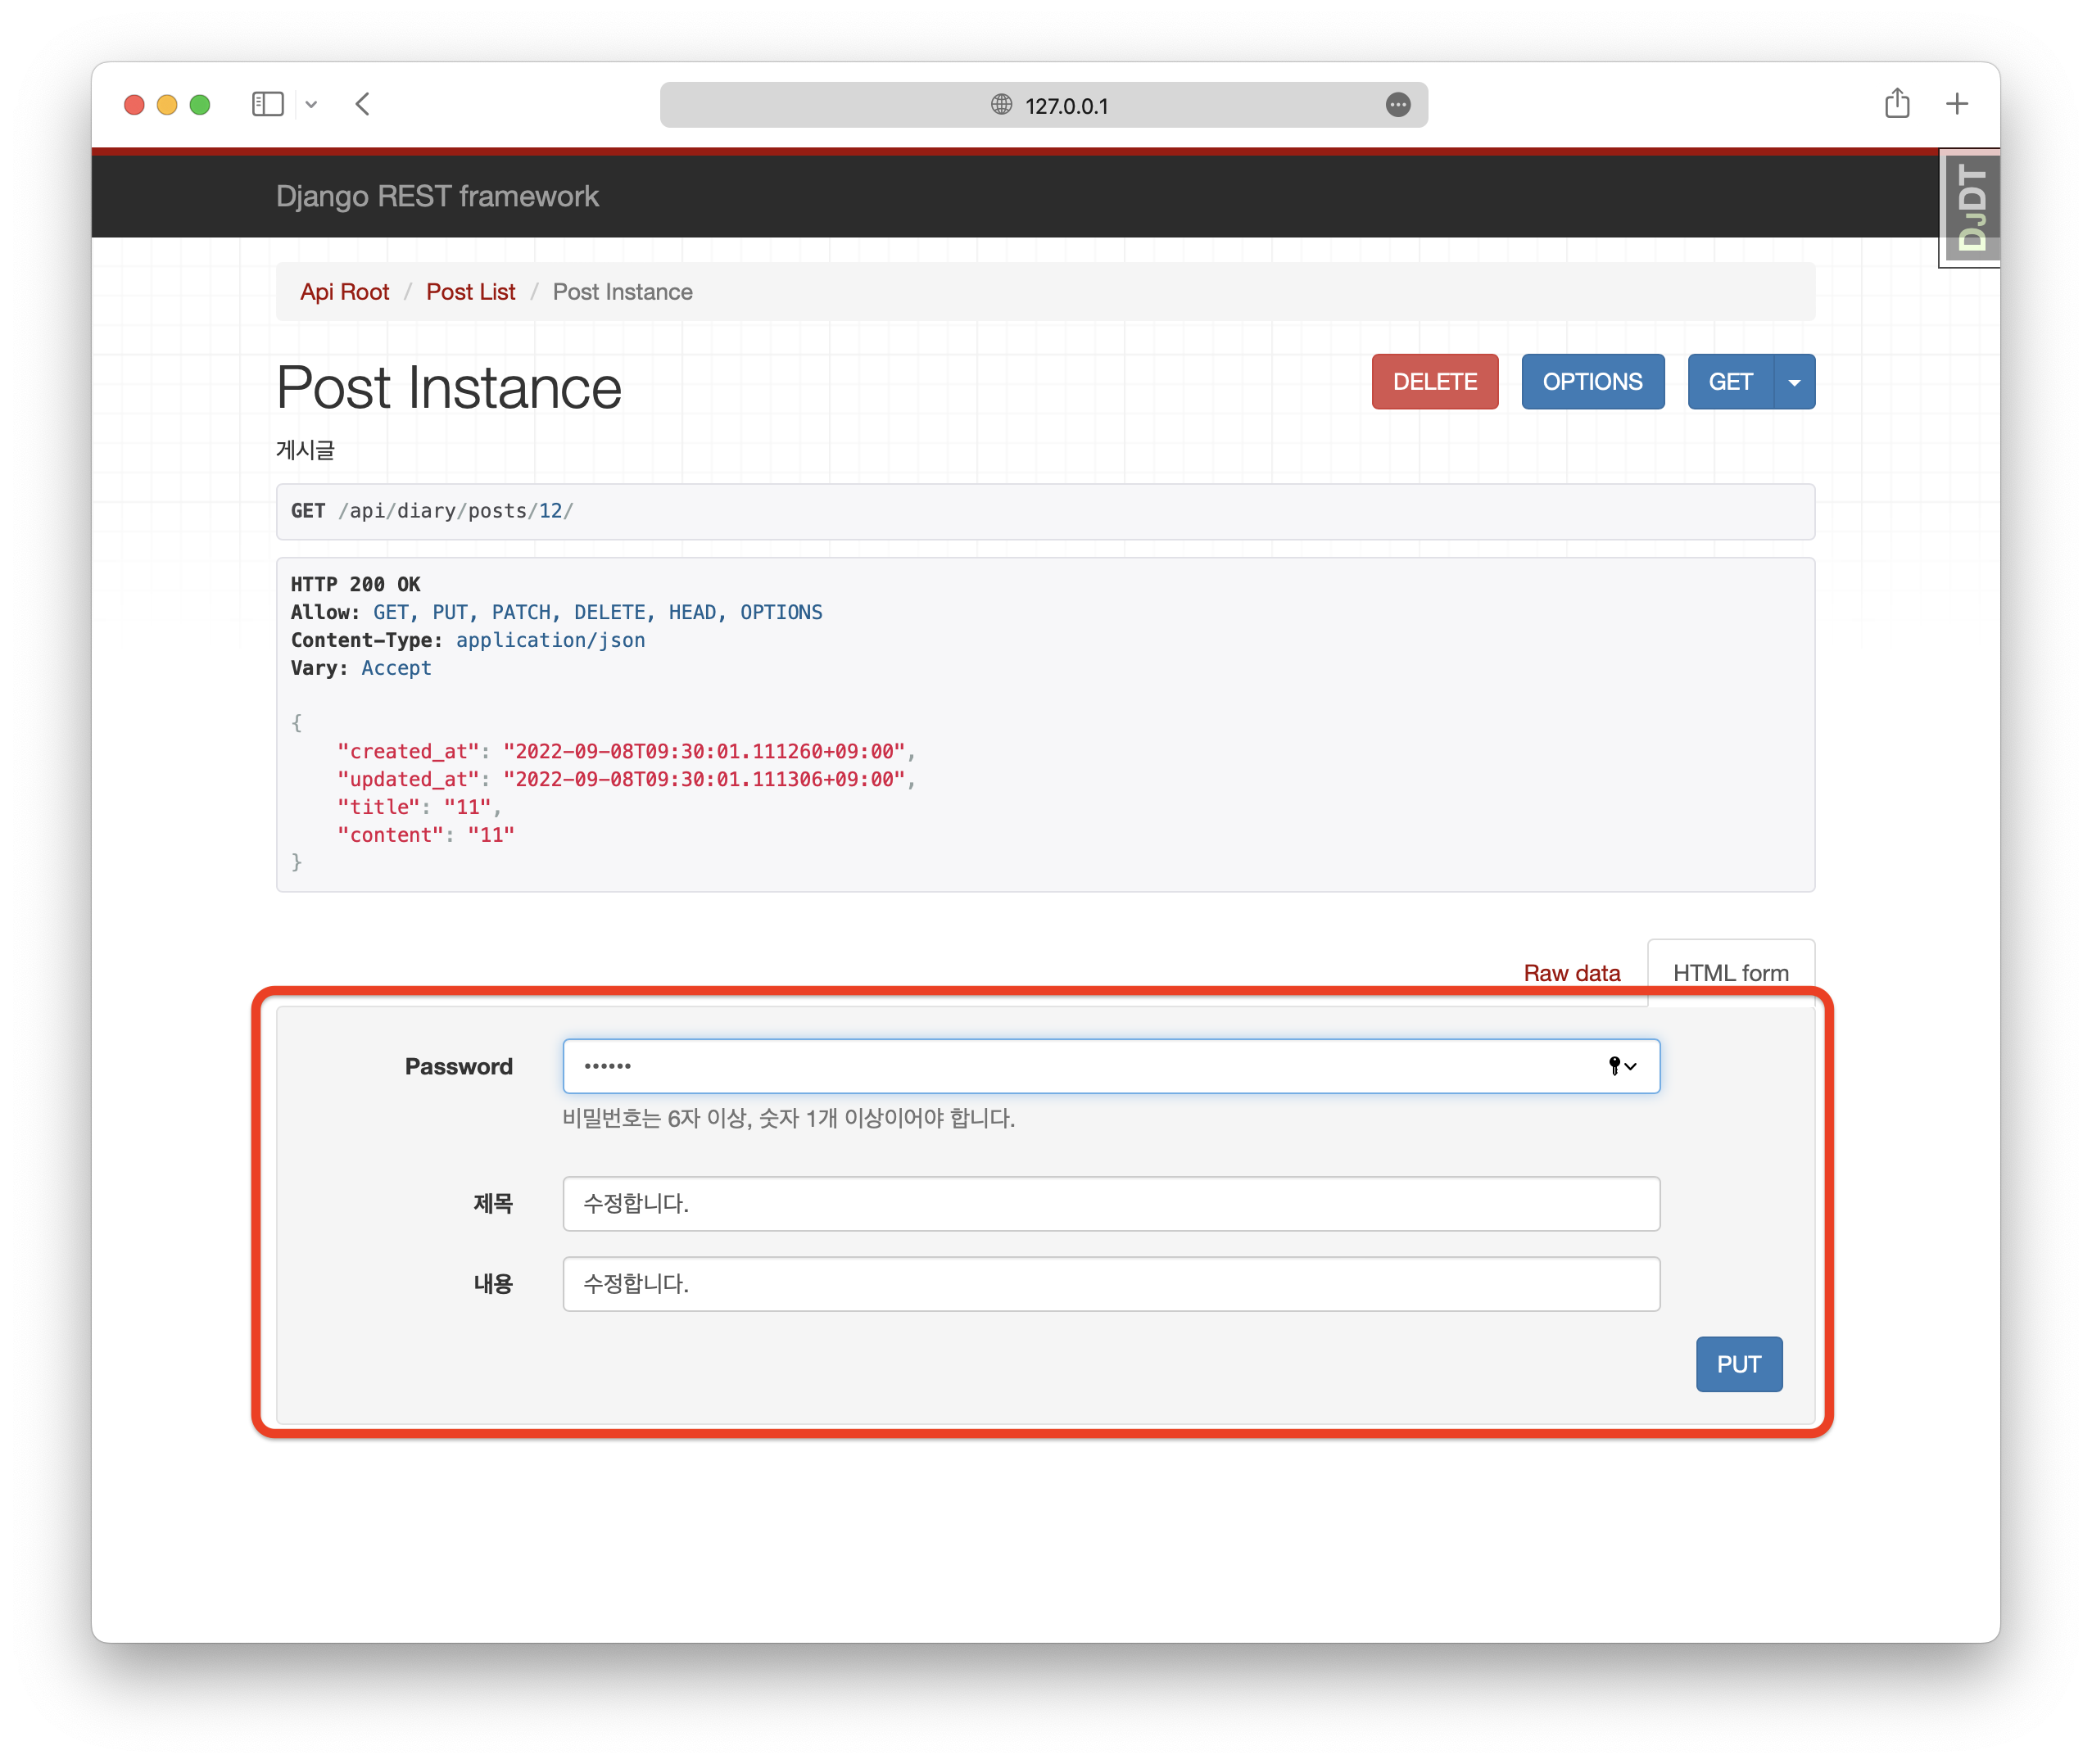 127.0.0.1
Django REST framework
DJDT
Api Root / Post List / Post Instance
Post Instance
DELETE
OPTIONS
GET
게시글
GET /api/diary/posts/12/
HTTP 200 OK
Allow: GET, PUT, PATCH, DELETE, HEAD, OPTIONS
Content-Type: application/json
Vary: Accept
{
    "created_at": "2022-09-08T09:30:01.111260+09:00",
    "updated_at": "2022-09-08T09:30:01.111306+09:00",
    "title": "11",
    "content": "11"
}
Raw data
HTML form
Password ••••••
비밀번호는 6자 이상, 숫자 1개 이상이어야 합니다.
제목 수정합니다.
내용 수정합니다.
PUT